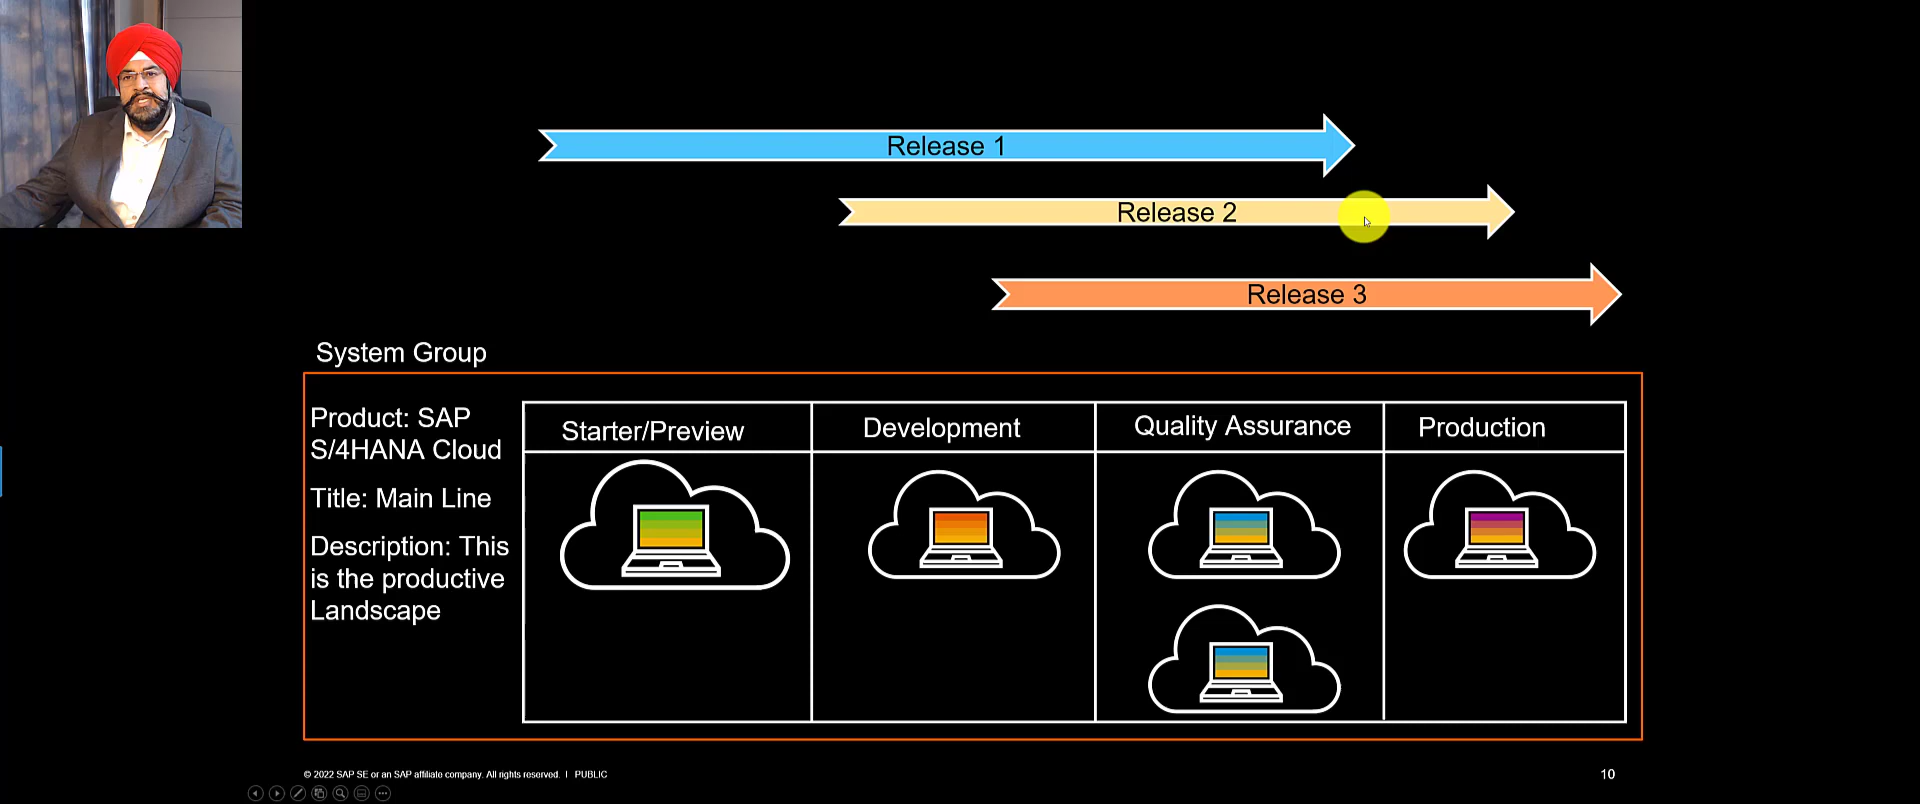 Release 1
Release 2
Release 3
System Group
Product: SAP
S/4HANA Cloud
Title: Main Line
Description: This
is the productive
Landscape
Starter/Preview
Development
Quality Assurance
Production
© 2022 SAP SE or an SAP affiliate company. All rights reserved. | PUBLIC
10